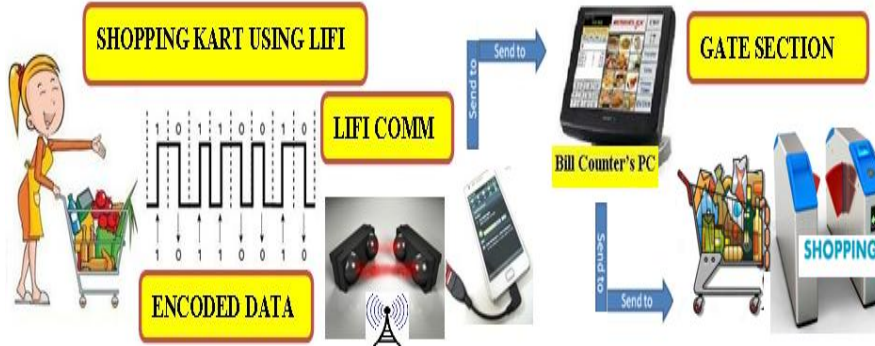 SHOPPING KART USING LIFI
1 0 1 1 0 0 1 0
1 0 1 1 0 0 1 0
ENCODED DATA
LIFI COMM
Send to
Send to
Bill Counter's PC
GATE SECTION
Send to
Send to
SHOPPING